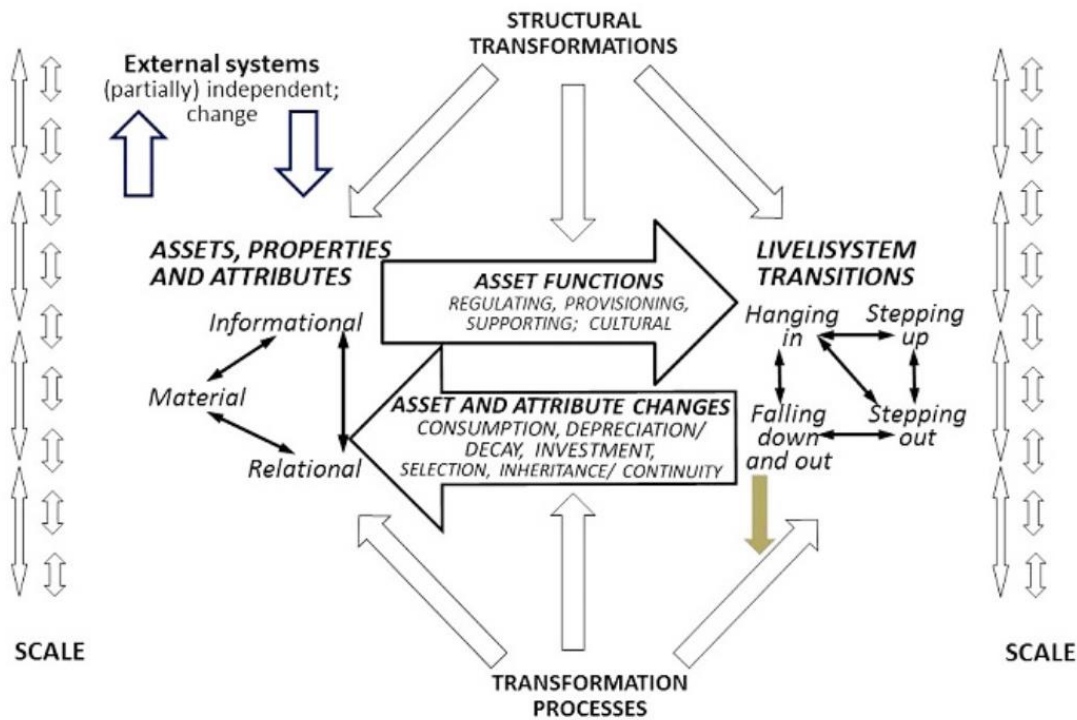 STRUCTURAL
TRANSFORMATIONS
External systems
(partially) independent;
change
ASSETS, PROPERTIES
AND ATTRIBUTES
Informational
Material
Relational
ASSET FUNCTIONS
REGULATING, PROVISIONING,
SUPPORTING; CULTURAL
ASSET AND ATTRIBUTE CHANGES
CONSUMPTION, DEPRECIATION/
DECAY, INVESTMENT,
SELECTION, INHERITANCE/ CONTINUITY
LIVELISYSTEM
TRANSITIONS
Hanging
in
Stepping
up
Falling
down
and out
Stepping
out
SCALE
SCALE
TRANSFORMATION
PROCESSES